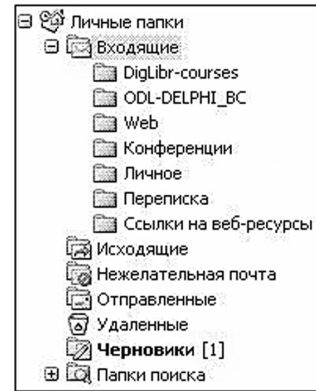 Личные папки
Входящие
DigLibr-courses
ODL-DELPHI_BC
Web
Конференции
Личное
Переписка
Ссылки на веб-ресурсы
Исходящие
Нежелательная почта
Отправленные
Удаленные
Черновики [1]
Папки поиска